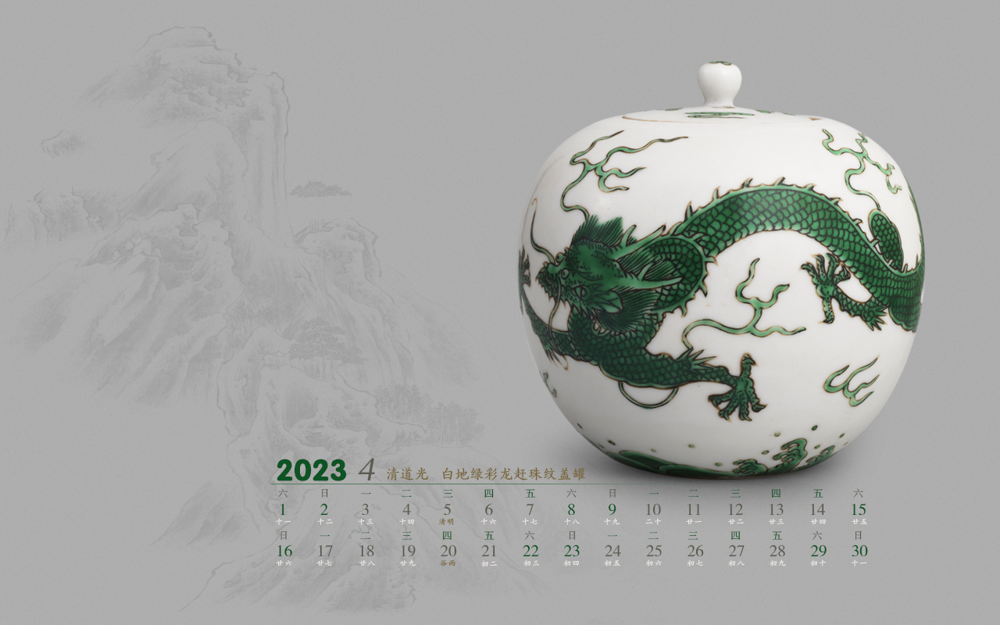 2023 4 清道光 白地绿彩龙赶珠纹盖罐
六 日 一 二 三 四 五 六 日 一 二 三 四 五 六
1 2 3 4 5 6 7 8 9 10 11 12 13 14 15
十一 十二 十三 十四 清明 十六 十七 十八 十九 二十 廿一 廿二 廿三 廿四 廿五
日 一 二 三 四 五 六 日 一 二 三 四 五 六 日
16 17 18 19 20 21 22 23 24 25 26 27 28 29 30
廿六 廿七 廿八 廿九 谷雨 初二 初三 初四 初五 初六 初七 初八 初九 初十 十一